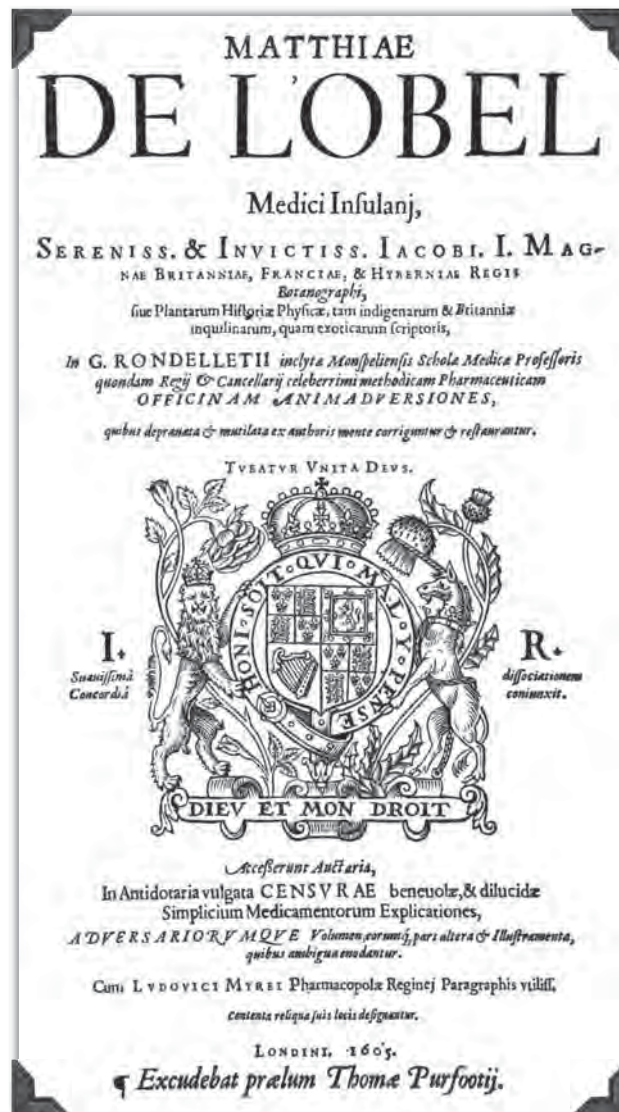 MATTHIAE
DE L'OBEL
Medici Inſulanj,
SERENISS. & INVICTISS. IACOBI. I. MAG-
NAE BRITANNIAE, FRANCIAE, & HYBERNIAE REGIS
Botanographi,
ſiue Plantarum Hiſtoriæ Phyſicæ, tam indigenarum & Britanniæ
inquilinarum, quam exoticarum ſcriptoris,
In G. RONDELLETII inclytæ Monſpelienſis Scholæ Medicæ Profeſſoris
quondam Regij & Cancellarij celeberrimi methodicam Pharmaceuticam
OFFICINAM ANIMADVERSIONES,
quibus deprauata & mutilata ex authoris mente corriguntur & reſtaurantur.
TVEATVR VNITA DEVS.
HONI·SOIT·QVI·MAL·Y·PENSE
I.
Suauiſſimâ
Concordiâ
R.
diſſociationem
coniunxit.
DIEV ET MON DROIT
Acceſſerunt Auctaria,
In Antidotaria vulgata CENSVRAE beneuolæ, & dilucidæ
Simplicium Medicamentorum Explicationes,
ADVERSARIORVMQVE Volumen, eorumq́; pars altera & Illuſtramenta,
quibus ambigua enodantur.
Cum LVDOVICI MYREI Pharmacopolæ Reginej Paragraphis vtiliſſ.
Contenta reliqua ſuis locis deſignantur.
LONDINI. 1605.
¶ Excudebat prælum Thomæ Purfootij.